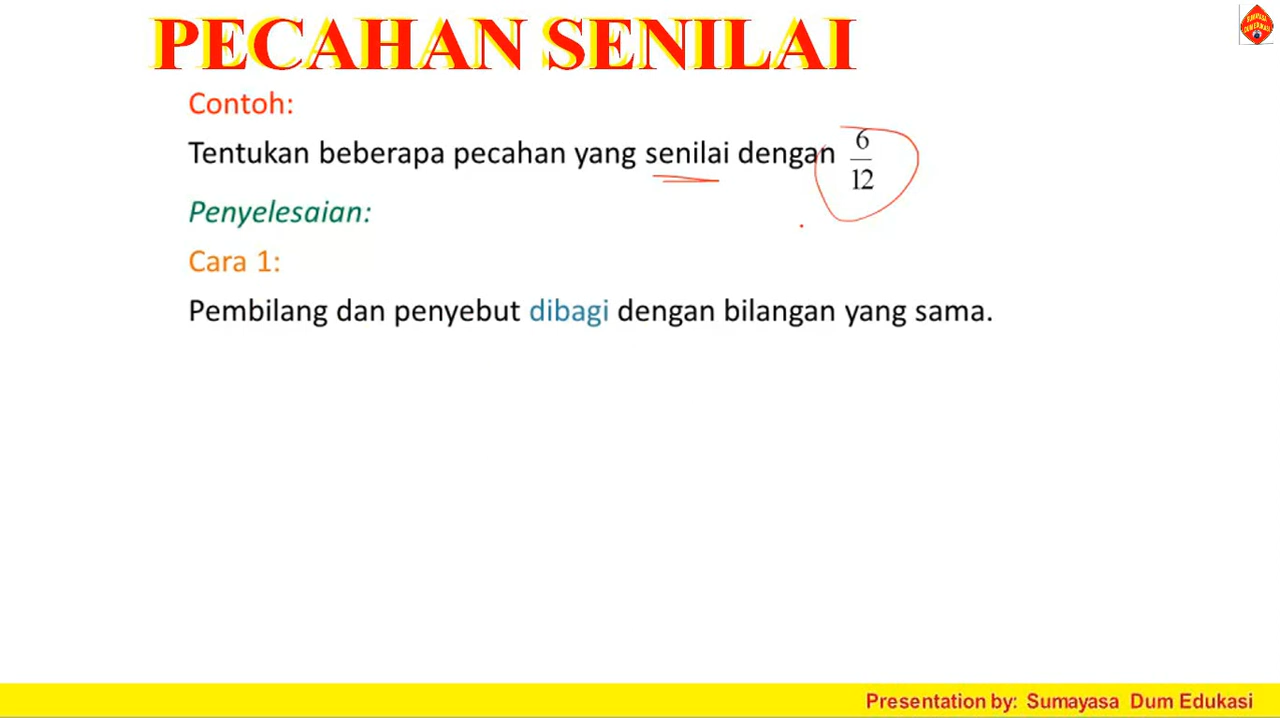 PECAHAN SENILAI
Contoh:
Tentukan beberapa pecahan yang senilai dengan 6/12
Penyelesaian:
Cara 1:
Pembilang dan penyebut dibagi dengan bilangan yang sama.
Presentation by: Sumayasa Dum Edukasi